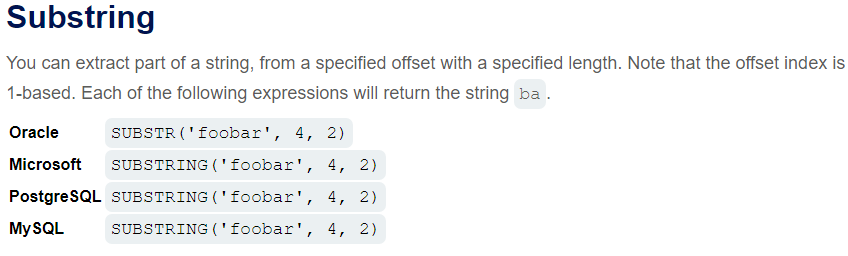 Substring
You can extract part of a string, from a specified offset with a specified length. Note that the offset index is
1-based. Each of the following expressions will return the string ba.
Oracle SUBSTR('foobar', 4, 2)
Microsoft SUBSTRING('foobar', 4, 2)
PostgreSQL SUBSTRING('foobar', 4, 2)
MySQL SUBSTRING('foobar', 4, 2)